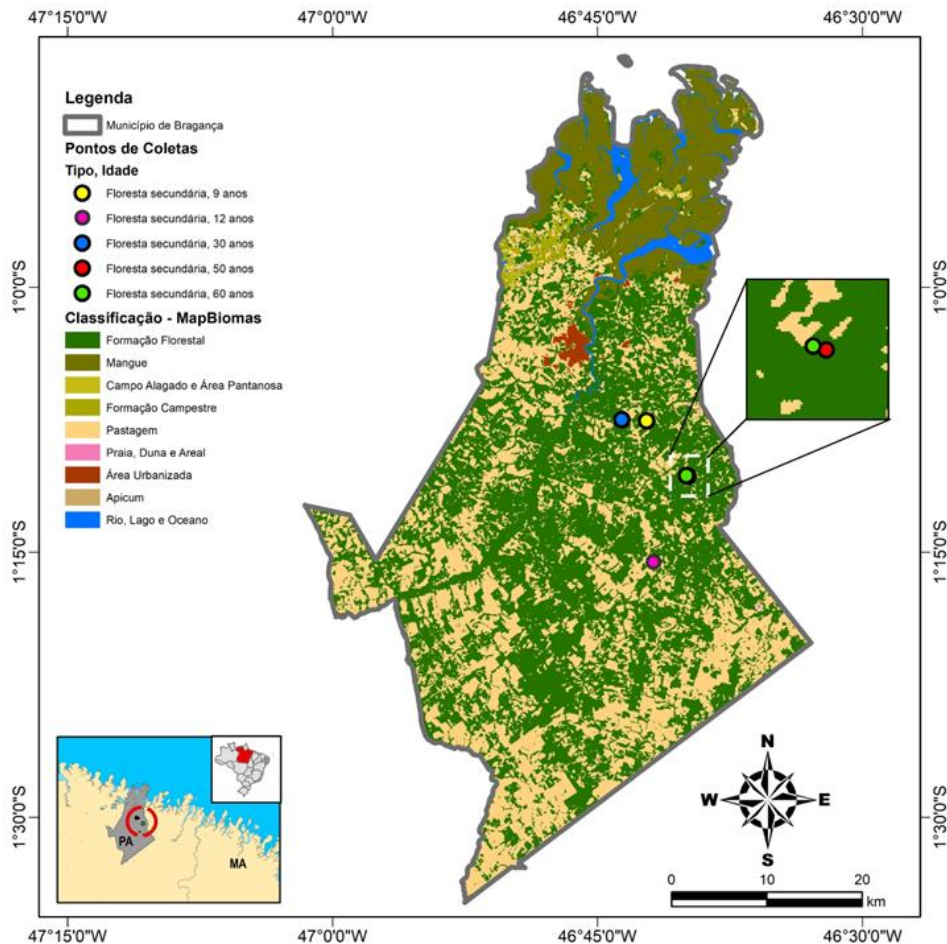 47°15'0"W 47°0'0"W 46°45'0"W 46°30'0"W
Legenda
Município de Bragança
Pontos de Coletas
Tipo, Idade
Floresta secundária, 9 anos
Floresta secundária, 12 anos
Floresta secundária, 30 anos
Floresta secundária, 50 anos
Floresta secundária, 60 anos
Classificação - MapBiomas
Formação Florestal
Mangue
Campo Alagado e Área Pantanosa
Formação Campestre
Pastagem
Praia, Duna e Areal
Área Urbanizada
Apicum
Rio, Lago e Oceano
1°0'0"S
1°0'0"S
1°15'0"S
1°15'0"S
1°30'0"S
1°30'0"S
PA
MA
N
W E
S
0 10 20
km
47°15'0"W 47°0'0"W 46°45'0"W 46°30'0"W